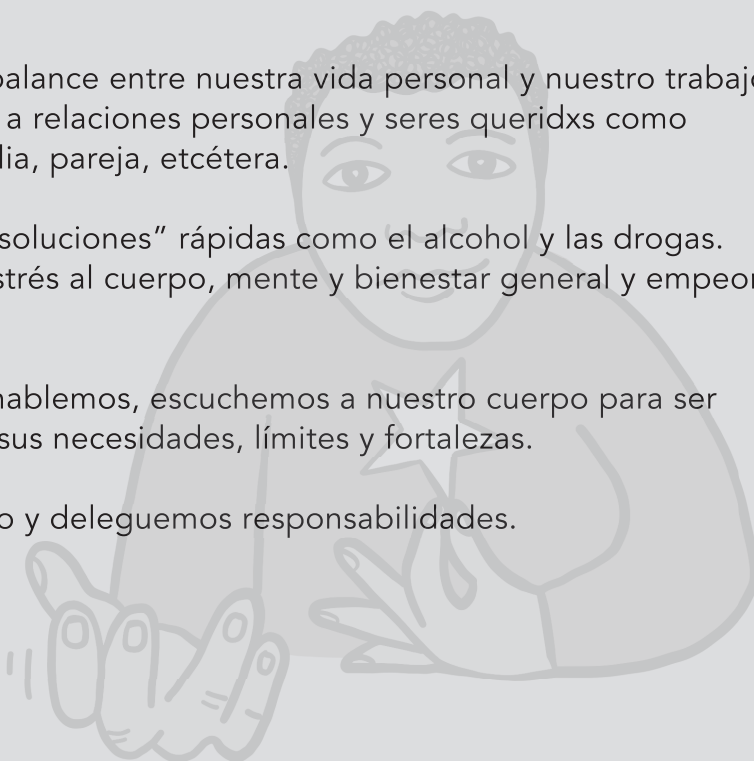 balance entre nuestra vida personal y nuestro trabajo
a relaciones personales y seres queridxs como
lia, pareja, etcétera.
soluciones” rápidas como el alcohol y las drogas.
strés al cuerpo, mente y bienestar general y empeor
hablemos, escuchemos a nuestro cuerpo para ser
sus necesidades, límites y fortalezas.
o y deleguemos responsabilidades.